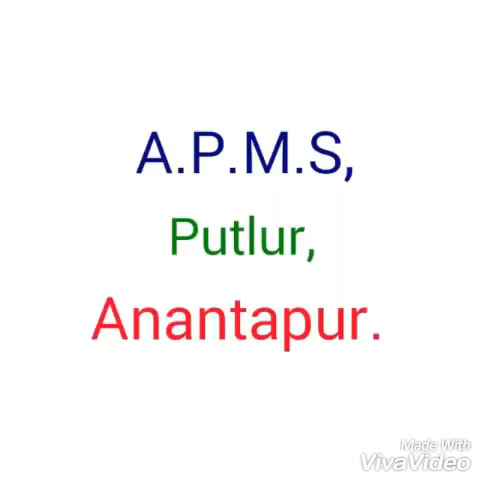 A.P.M.S,
Putlur,
Anantapur.
Made With
VivaVideo